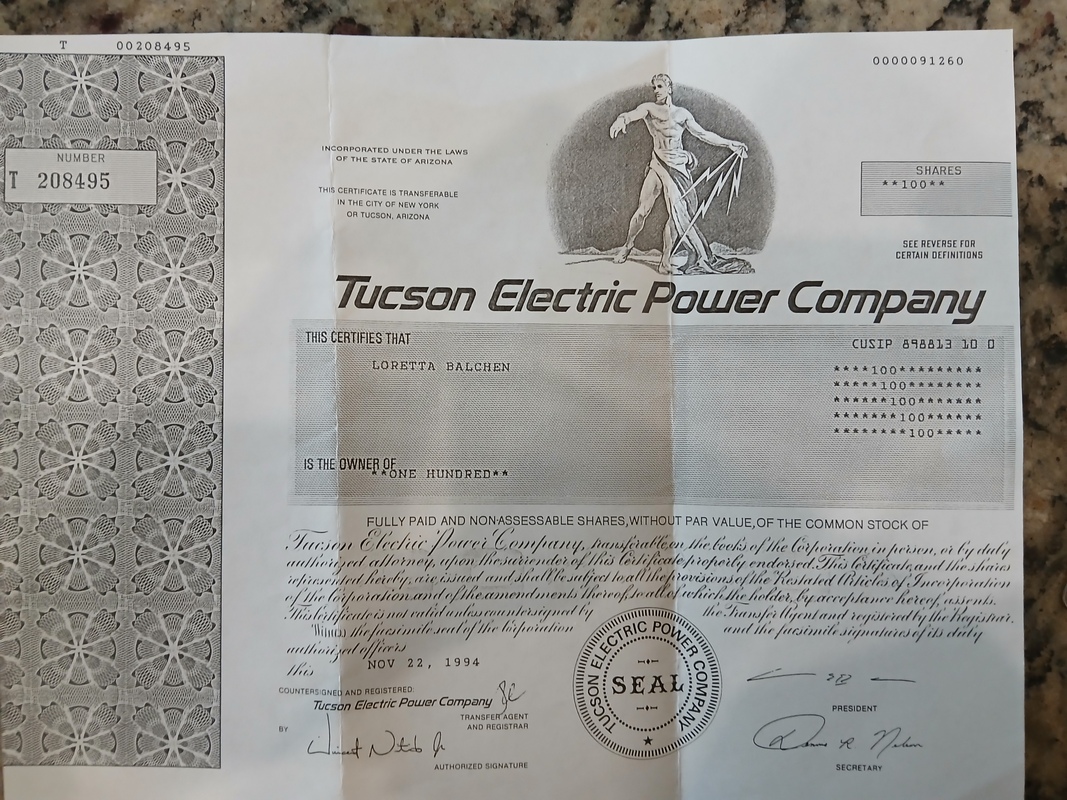 T 00208495
0000091260
NUMBER
T 208495
INCORPORATED UNDER THE LAWS
OF THE STATE OF ARIZONA
THIS CERTIFICATE IS TRANSFERABLE
IN THE CITY OF NEW YORK
OR TUCSON, ARIZONA
SHARES
**100**
SEE REVERSE FOR
CERTAIN DEFINITIONS
Tucson Electric Power Company
THIS CERTIFIES THAT
CUSIP 898813 10 0
LORETTA BALCHEN
****100*********
*****100********
******100*******
*******100******
********100*****
IS THE OWNER OF
**ONE HUNDRED**
FULLY PAID AND NON-ASSESSABLE SHARES, WITHOUT PAR VALUE, OF THE COMMON STOCK OF
Tucson Electric Power Company, transferable on the books of the Corporation in person, or by duly
authorized attorney, upon the surrender of this Certificate properly endorsed. This Certificate, and the shares
represented hereby, are issued and shall be subject to all the provisions of the Restated Articles of Incorporation
of the Corporation and of the amendments thereof, to all of which the holder, by acceptance hereof, assents.
This certificate is not valid unless countersigned by the Transfer Agent and registered by the Registrar.
Witness the facsimile seal of the Corporation and the facsimile signatures of its duly
authorized officers
this NOV 22, 1994
COUNTERSIGNED AND REGISTERED:
Tucson Electric Power Company
TRANSFER AGENT
AND REGISTRAR
BY
AUTHORIZED SIGNATURE
TUCSON ELECTRIC POWER COMPANY
SEAL
PRESIDENT
Dennis R. Nelson
SECRETARY